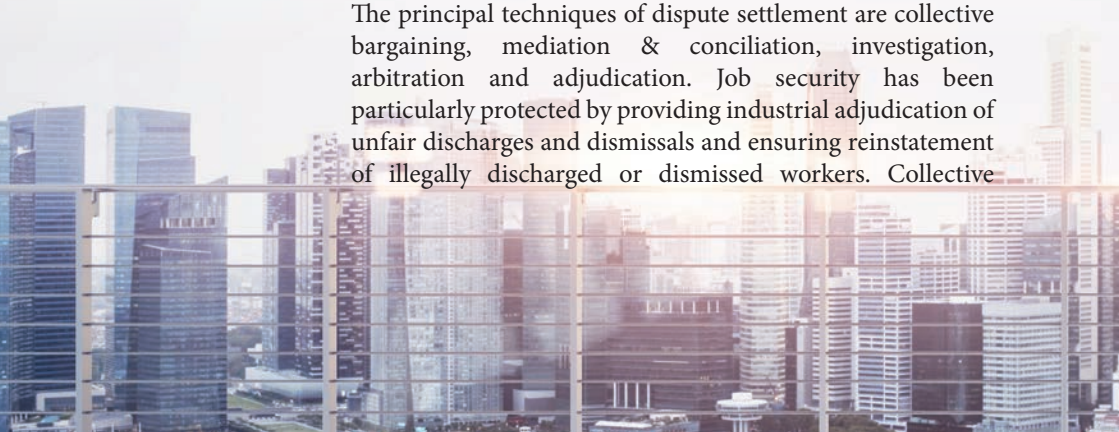 The principal techniques of dispute settlement are collective
bargaining, mediation & conciliation, investigation,
arbitration and adjudication. Job security has been
particularly protected by providing industrial adjudication of
unfair discharges and dismissals and ensuring reinstatement
of illegally discharged or dismissed workers. Collective